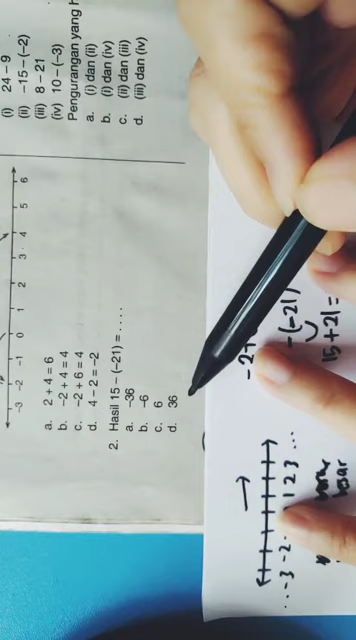 -3 -2 -1 0 1 2 3 4 5 6
a. 2 + 4 = 6
b. -2 + 4 = 4
c. -2 + 6 = 4
d. 4 - 2 = -2
2. Hasil 15 - (-21) = . . . .
a. -36
b. -6
c. 6
d. 36
(i) 24 - 9
(ii) -15 - (-2)
(iii) 8 - 21
(iv) 10 - (-3)
Pengurangan yang
a. (i) dan (ii)
b. (i) dan (iv)
c. (ii) dan (iii)
d. (iii) dan (iv)
-(-21)
15+21=
...-3 -2 1 2 3 ...